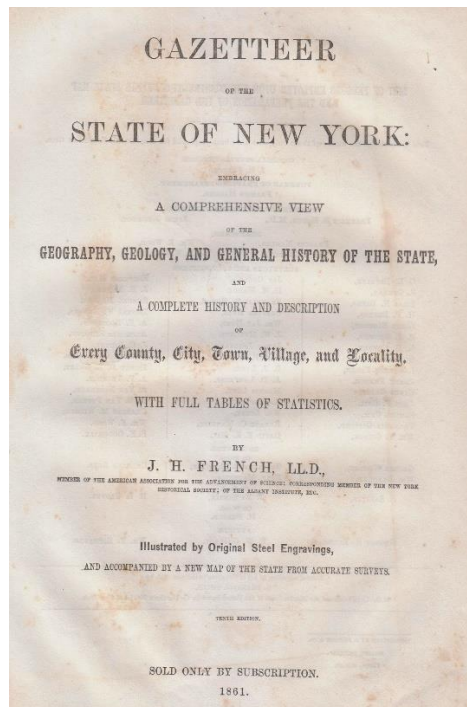 GAZETTEER
OF THE
STATE OF NEW YORK:
EMBRACING
A COMPREHENSIVE VIEW
OF THE
GEOGRAPHY, GEOLOGY, AND GENERAL HISTORY OF THE STATE,
AND
A COMPLETE HISTORY AND DESCRIPTION
OF
Every County, City, Town, Village, and Locality.
WITH FULL TABLES OF STATISTICS.
BY
J. H. FRENCH, LL.D.,
MEMBER OF THE AMERICAN ASSOCIATION FOR THE ADVANCEMENT OF SCIENCE; CORRESPONDING MEMBER OF THE NEW YORK
HISTORICAL SOCIETY; OF THE ALBANY INSTITUTE, ETC.
Illustrated by Original Steel Engravings,
AND ACCOMPANIED BY A NEW MAP OF THE STATE FROM ACCURATE SURVEYS.
TENTH EDITION.
SOLD ONLY BY SUBSCRIPTION.
1861.